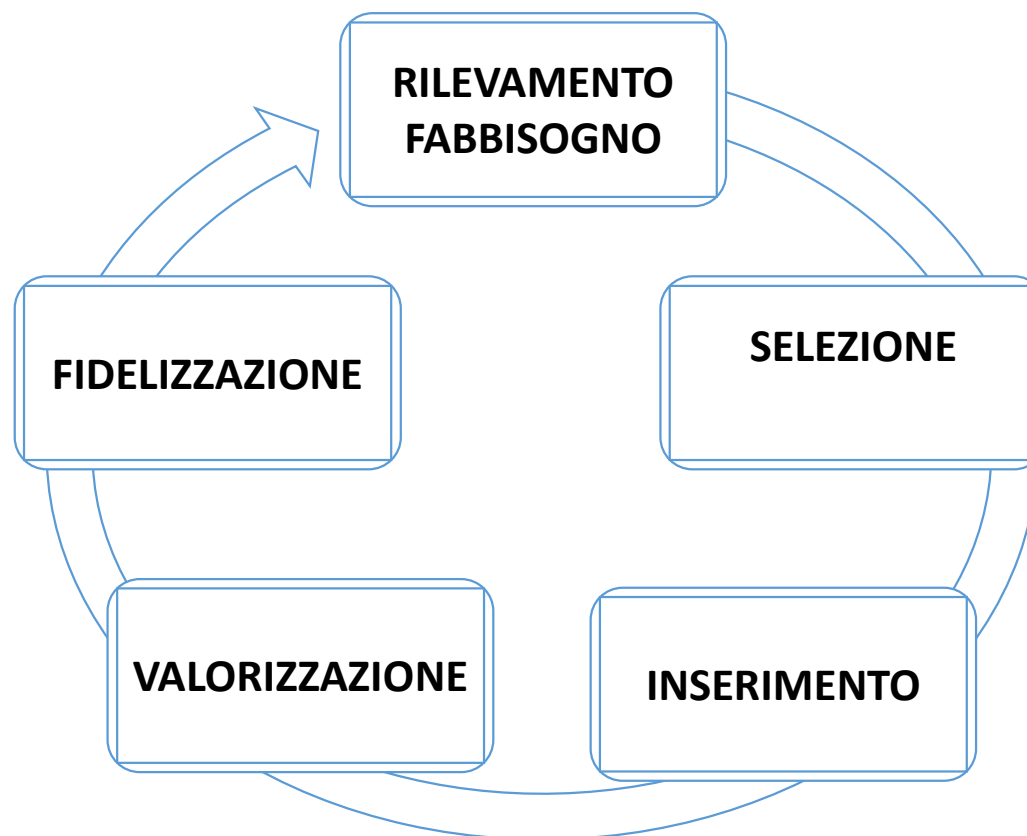 RILEVAMENTO
FABBISOGNO
SELEZIONE
INSERIMENTO
VALORIZZAZIONE
FIDELIZZAZIONE